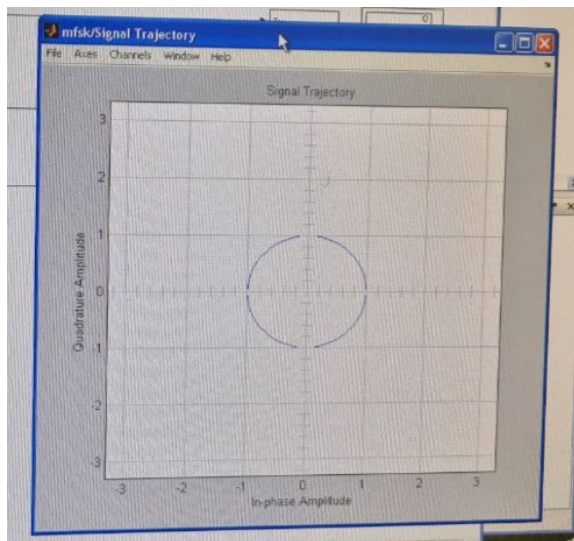 0
mfsk/Signal Trajectory
File Axes Channels Window Help
Signal Trajectory
3
2
1
0
-1
-2
-3
Quadrature Amplitude
-3 -2 -1 0 1 2 3
In-phase Amplitude